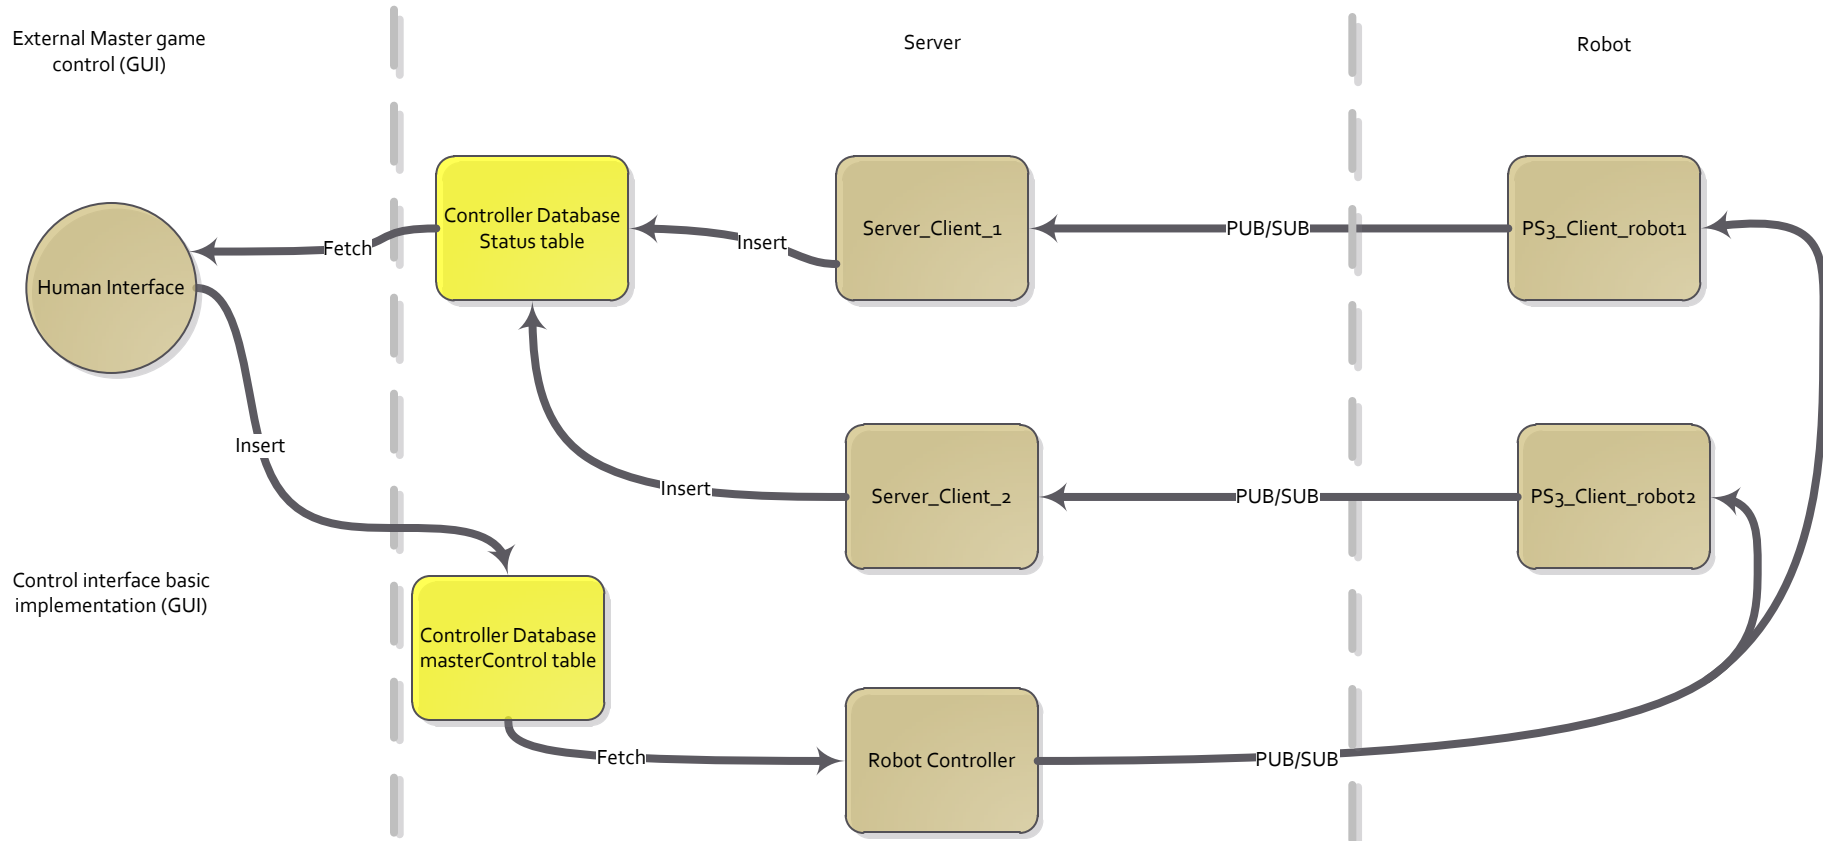 External Master game
control (GUI)
Server
Robot
Controller Database
Status table
Server_Client_1
PUB/SUB
PS3_Client_robot1
Insert
Fetch
Human Interface
Insert
Insert
Server_Client_2
PUB/SUB
PS3_Client_robot2
Control interface basic
implementation (GUI)
Controller Database
masterControl table
Fetch
Robot Controller
PUB/SUB